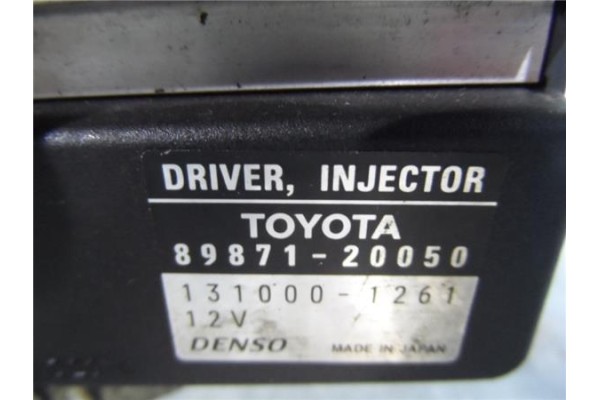 DRIVER, INJECTOR
TOYOTA
89871-20050
131000-1261
12V
DENSO MADE IN JAPAN